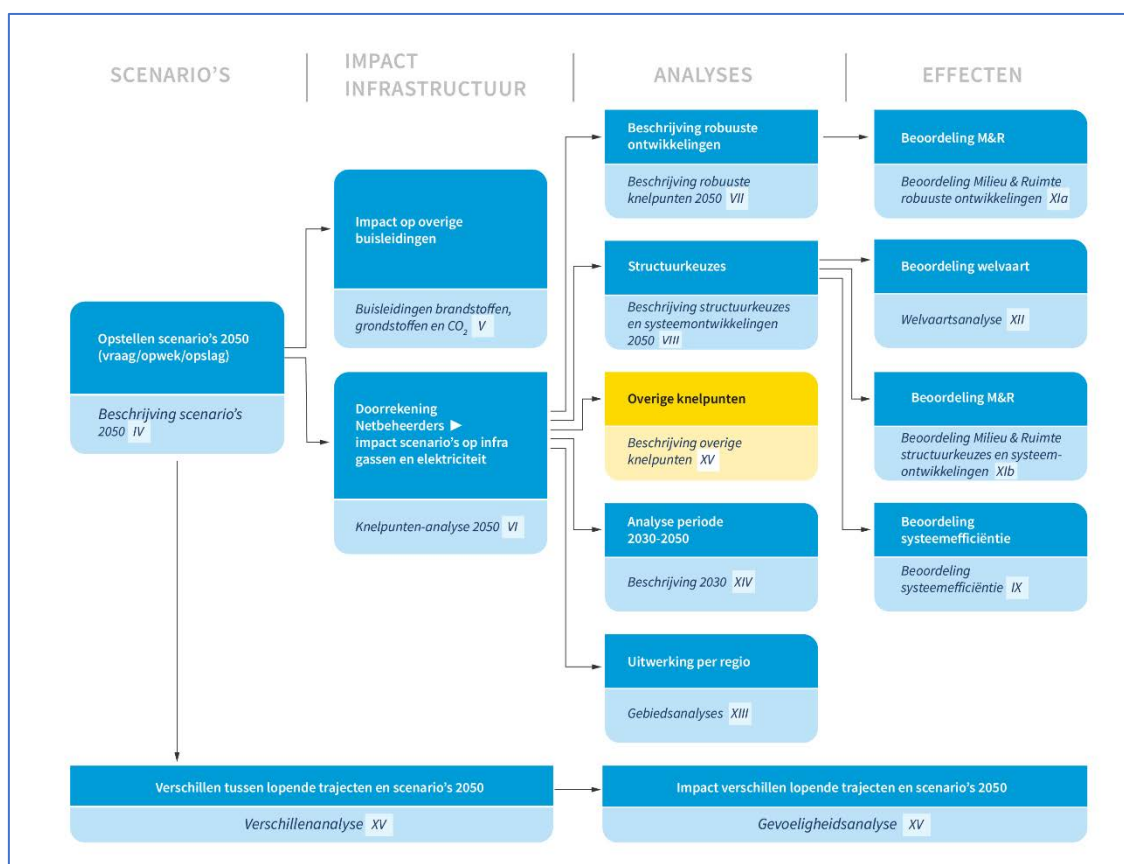 SCENARIO'S
IMPACT
INFRASTRUCTUUR
ANALYSES
EFFECTEN
Opstellen scenario's 2050
(vraag/opwek/opslag)
Beschrijving scenario's
2050 IV
Impact op overige
buisleidingen
Buisleidingen brandstoffen,
grondstoffen en CO₂ V
Doorrekening
Netbeheerders ►
impact scenario's op infra
gassen en elektriciteit
Knelpunten-analyse 2050 VI
Beschrijving robuuste
ontwikkelingen
Beschrijving robuuste
knelpunten 2050 VII
Structuurkeuzes
Beschrijving structuurkeuzes
en systeemontwikkelingen
2050 VIII
Overige knelpunten
Beschrijving overige
knelpunten XV
Analyse periode
2030-2050
Beschrijving 2030 XIV
Uitwerking per regio
Gebiedsanalyses XIII
Beoordeling M&R
Beoordeling Milieu & Ruimte
robuuste ontwikkelingen XIa
Beoordeling welvaart
Welvaartsanalyse XII
Beoordeling M&R
Beoordeling Milieu & Ruimte
structuurkeuzes en systeem-
ontwikkelingen XIb
Beoordeling
systeemefficiëntie
Beoordeling
systeemefficiëntie IX
Verschillen tussen lopende trajecten en scenario's 2050
Verschillenanalyse XV
Impact verschillen lopende trajecten en scenario's 2050
Gevoeligheidsanalyse XV